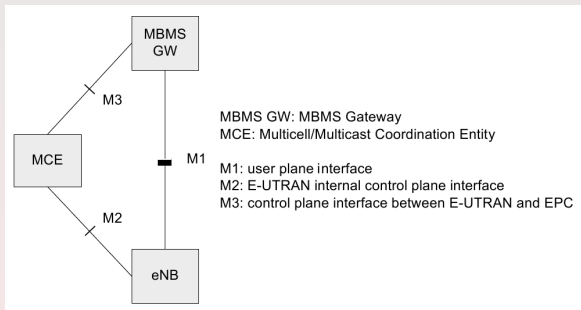 MBMS
GW
M3
MBMS GW: MBMS Gateway
MCE: Multicell/Multicast Coordination Entity
MCE
M1
M1: user plane interface
M2: E-UTRAN internal control plane interface
M3: control plane interface between E-UTRAN and EPC
M2
eNB